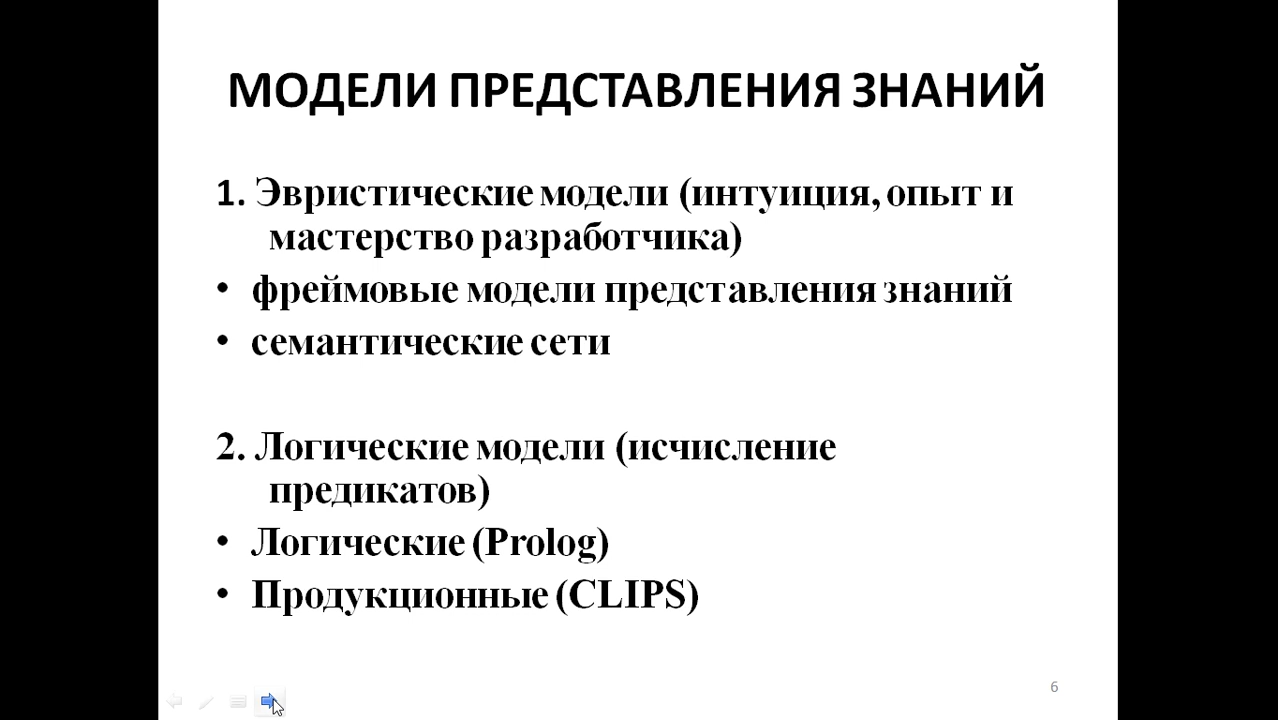 МОДЕЛИ ПРЕДСТАВЛЕНИЯ ЗНАНИЙ
1. Эвристические модели (интуиция, опыт и
мастерство разработчика)
• фреймовые модели представления знаний
• семантические сети
2. Логические модели (исчисление
предикатов)
• Логические (Prolog)
• Продукционные (CLIPS)
6